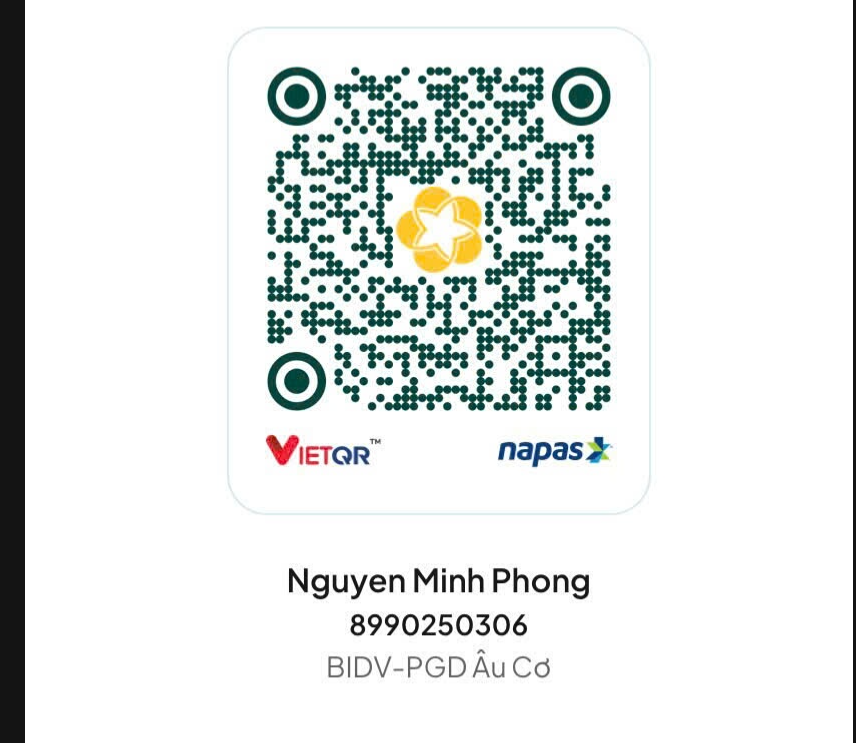 VIETQR™
napas
Nguyen Minh Phong
8990250306
BIDV-PGD Âu Cơ